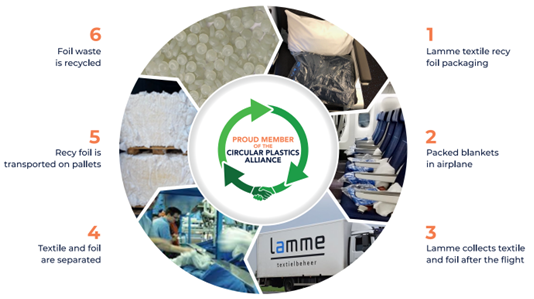 6
Foil waste
is recycled
1
Lamme textile recy
foil packaging
5
Recy foil is
transported on pallets
PROUD MEMBER
OF THE
CIRCULAR PLASTICS
ALLIANCE
2
Packed blankets
in airplane
4
Textile and foil
are separated
lamme
textielbeheer
3
Lamme collects textile
and foil after the flight